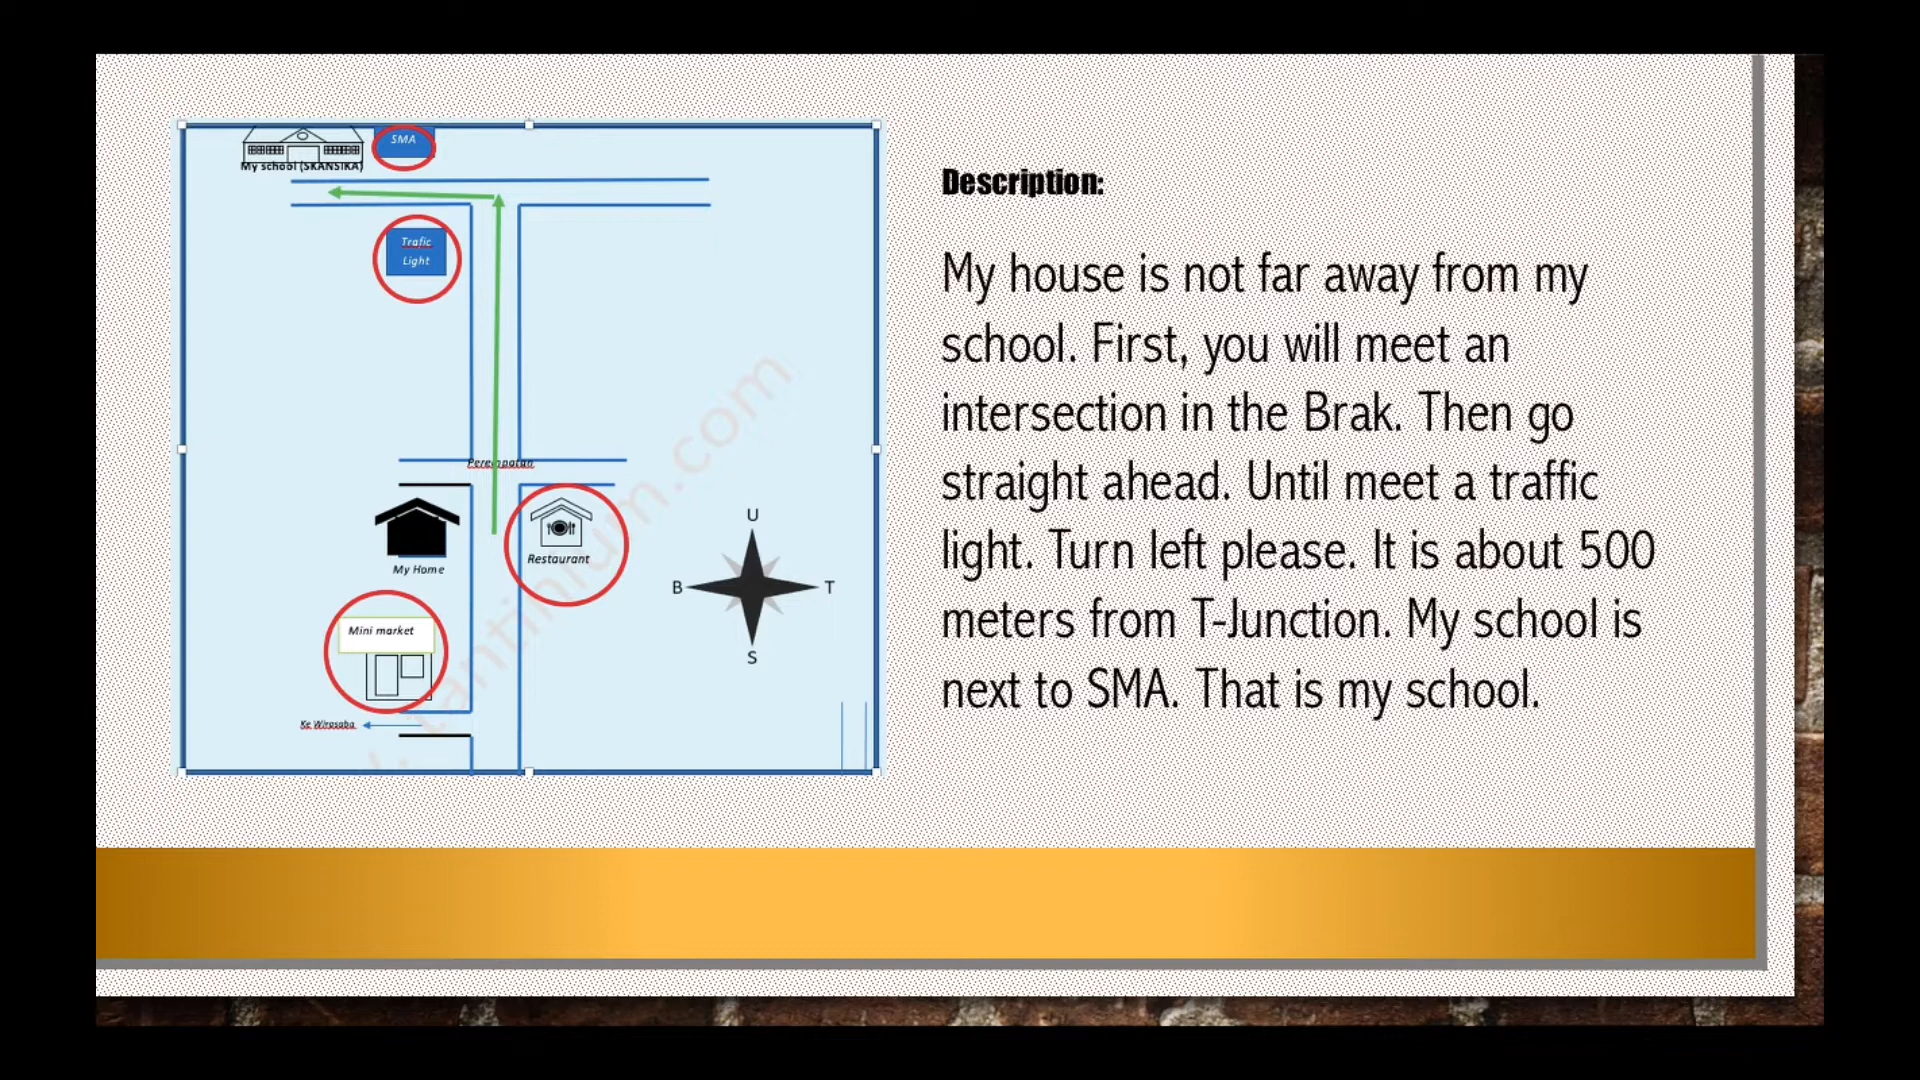 SMA
My school (SKANSIKA)
Trafic
Light
Perempatan
My Home
Restaurant
Mini market
Ke Wirasaba
U
B
T
S
tantinium.com
Description:
My house is not far away from my
school. First, you will meet an
intersection in the Brak. Then go
straight ahead. Until meet a traffic
light. Turn left please. It is about 500
meters from T-Junction. My school is
next to SMA. That is my school.